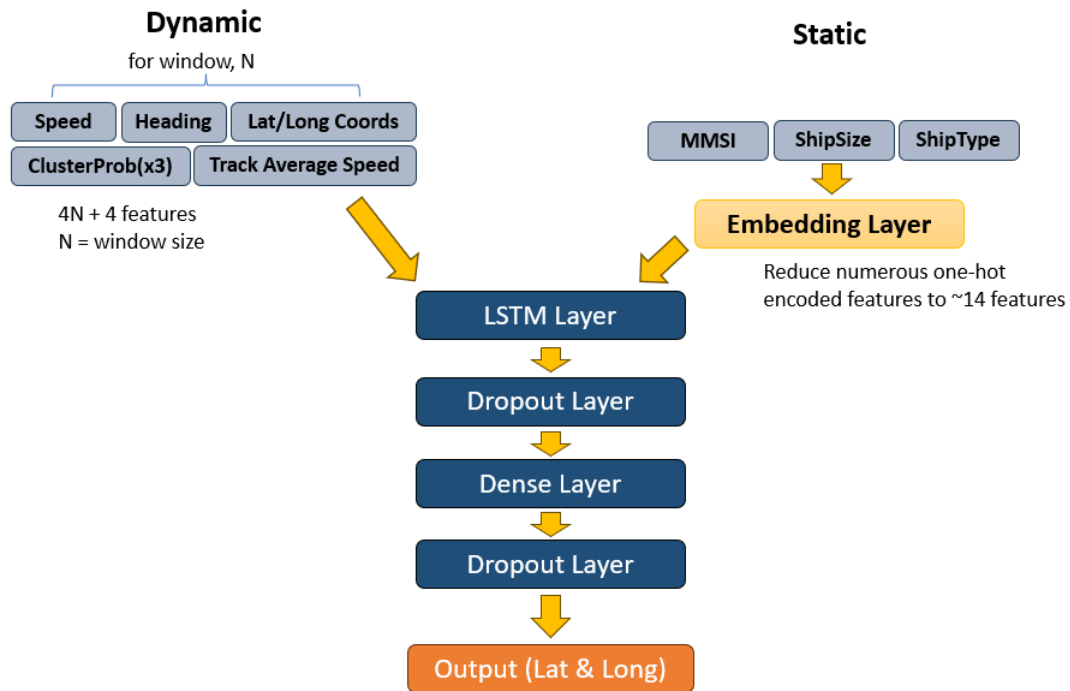 Dynamic
for window, N
Speed
Heading
Lat/Long Coords
ClusterProb(x3)
Track Average Speed
4N + 4 features
N = window size
Static
MMSI
ShipSize
ShipType
Embedding Layer
Reduce numerous one-hot
encoded features to ~14 features
LSTM Layer
Dropout Layer
Dense Layer
Dropout Layer
Output (Lat & Long)